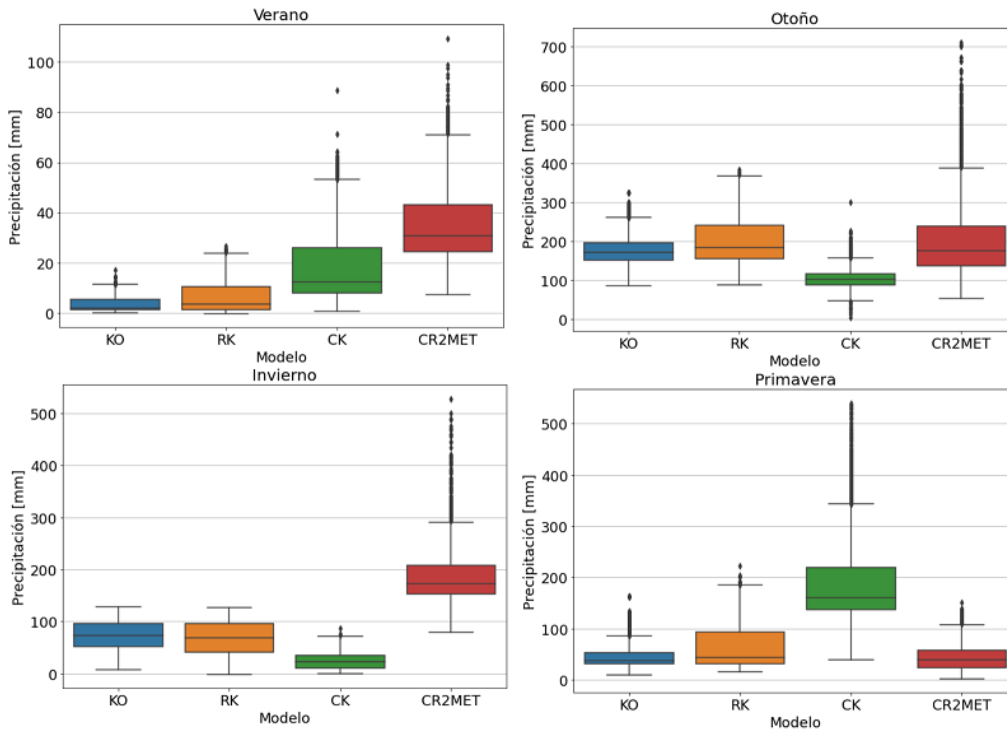 Verano
Precipitación [mm]
100
80
60
40
20
0
KO RK CK CR2MET
Modelo
Otoño
Precipitación [mm]
700
600
500
400
300
200
100
0
KO RK CK CR2MET
Modelo
Invierno
Precipitación [mm]
500
400
300
200
100
0
KO RK CK CR2MET
Modelo
Primavera
Precipitación [mm]
500
400
300
200
100
0
KO RK CK CR2MET
Modelo